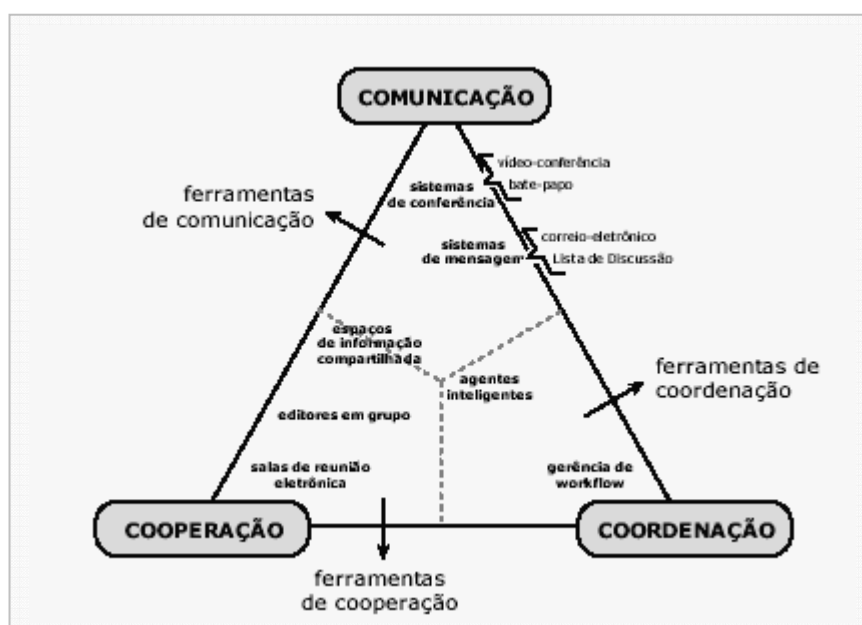 COMUNICAÇÃO
vídeo-conferência
bate-papo
sistemas
de conferência
ferramentas
de comunicação
correio-eletrônico
Lista de Discussão
sistemas
de mensagem
espaços
de informação
compartilhada
agentes
inteligentes
ferramentas de
coordenação
editores em grupo
salas de reunião
eletrônica
gerência de
workflow
COOPERAÇÃO
COORDENAÇÃO
ferramentas
de cooperação